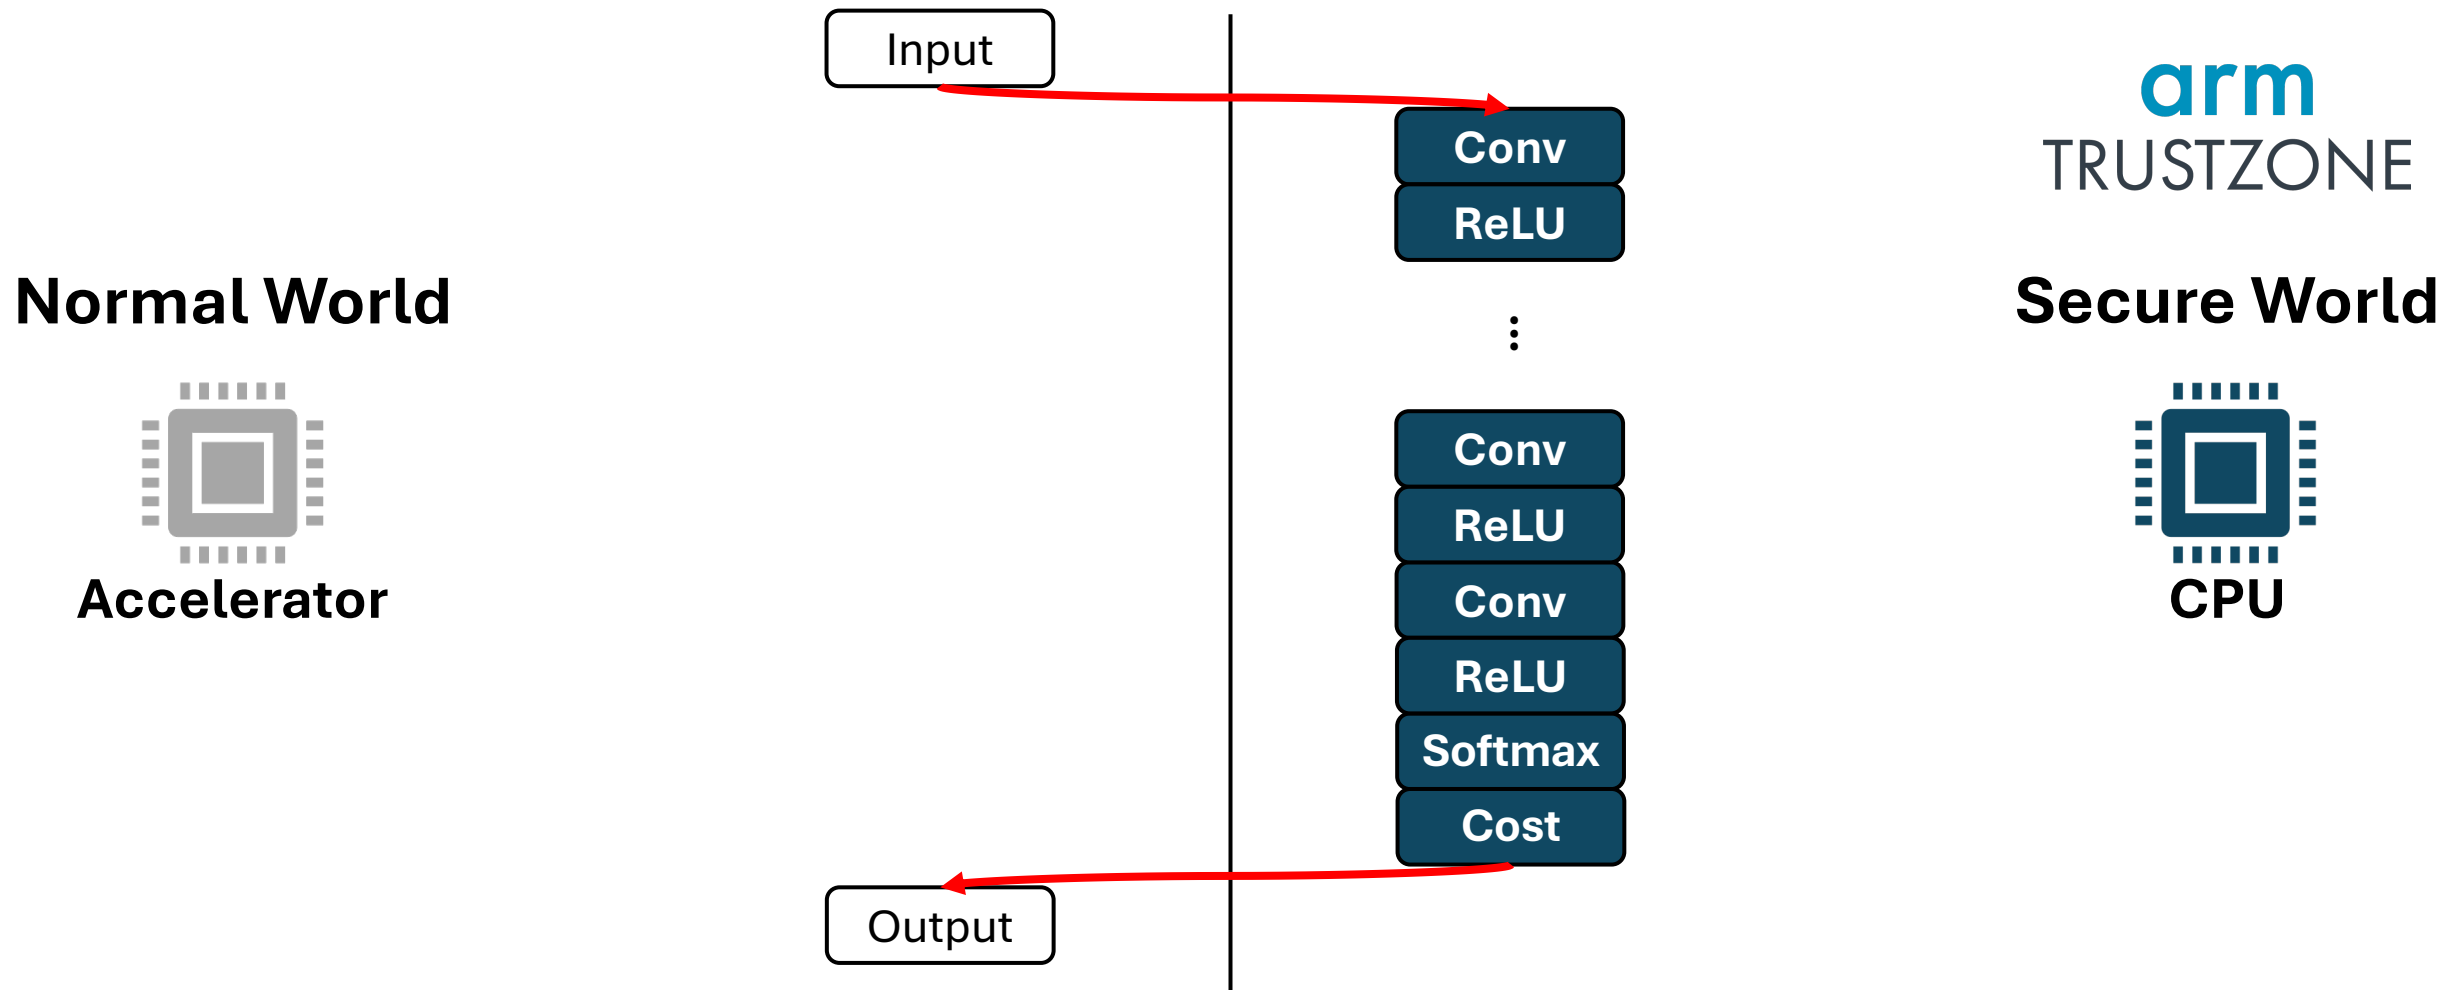 Input
arm
TRUSTZONE
Conv
ReLU
Normal World
Secure World
Conv
ReLU
Accelerator
Conv
CPU
ReLU
Softmax
Cost
Output